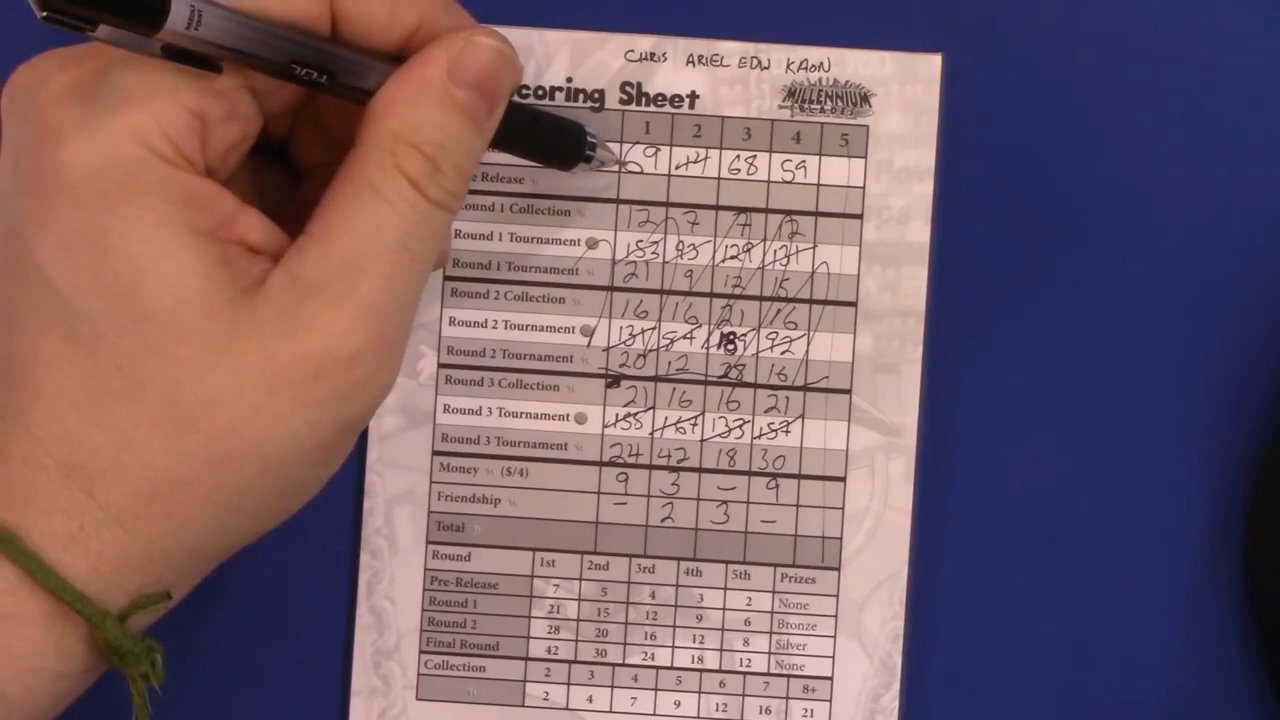 CHRIS ARIEL EDW KAON
coring Sheet
MILLENNIUM BLADES
1 2 3 4 5
69 44 68 59
e Release
ound 1 Collection 12 7 7 12
Round 1 Tournament 153 93 129 131
Round 1 Tournament 21 9 12 15
Round 2 Collection 16 16 21 16
Round 2 Tournament 131 84 92
Round 2 Tournament 20 12 28 16
Round 3 Collection 21 16 16 21
Round 3 Tournament 155 167 133 157
Round 3 Tournament 24 42 18 30
Money ($/4) 9 3 – 9
Friendship – 2 3 –
Total
Round 1st 2nd 3rd 4th 5th Prizes
Pre-Release 7 5 4 3 2 None
Round 1 21 15 12 9 6 Bronze
Round 2 28 20 16 12 8 Silver
Final Round 42 30 24 18 12 None
Collection 2 3 4 5 6 7 8+
2 4 7 9 12 16 21
NEEDLE POINT
TUL